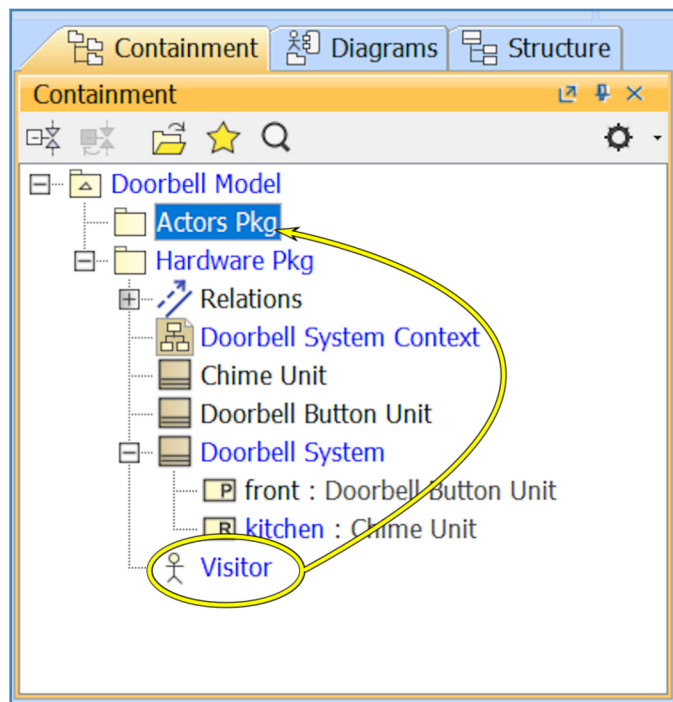 Containment Diagrams Structure
Containment
Doorbell Model
Actors Pkg
Hardware Pkg
Relations
Doorbell System Context
Chime Unit
Doorbell Button Unit
Doorbell System
P front : Doorbell Button Unit
R kitchen : Chime Unit
Visitor